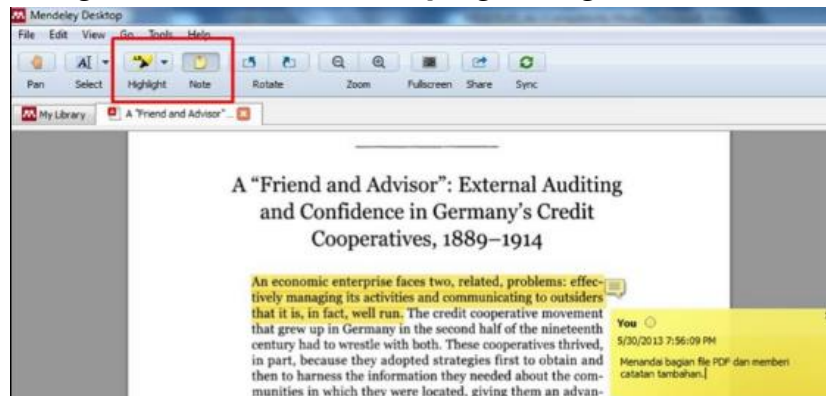 Mendeley Desktop
File Edit View Go Tools Help
Pan Select Highlight Note Rotate Zoom Fullscreen Share Sync
My Library A "Friend and Advisor"...
A “Friend and Advisor”: External Auditing
and Confidence in Germany’s Credit
Cooperatives, 1889–1914
An economic enterprise faces two, related, problems: effec-
tively managing its activities and communicating to outsiders
that it is, in fact, well run. The credit cooperative movement
that grew up in Germany in the second half of the nineteenth
century had to wrestle with both. These cooperatives thrived,
in part, because they adopted strategies first to obtain and
then to harness the information they needed about the com-
munities in which they were located, giving them an advan-
You
5/30/2013 7:56:09 PM
Menandai bagian file PDF dan memberi
catatan tambahan.